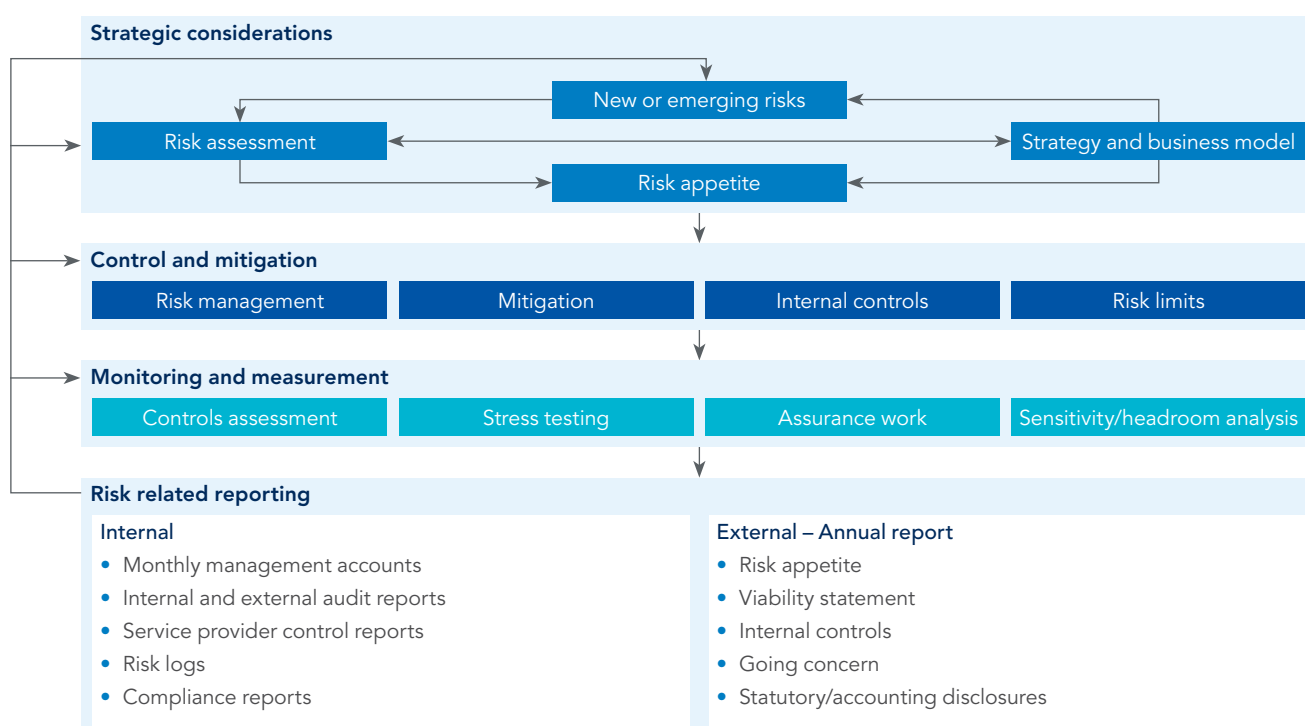 Strategic considerations
New or emerging risks
Risk assessment
Strategy and business model
Risk appetite
Control and mitigation
Risk management
Mitigation
Internal controls
Risk limits
Monitoring and measurement
Controls assessment
Stress testing
Assurance work
Sensitivity/headroom analysis
Risk related reporting
Internal
• Monthly management accounts
• Internal and external audit reports
• Service provider control reports
• Risk logs
• Compliance reports
External – Annual report
• Risk appetite
• Viability statement
• Internal controls
• Going concern
• Statutory/accounting disclosures